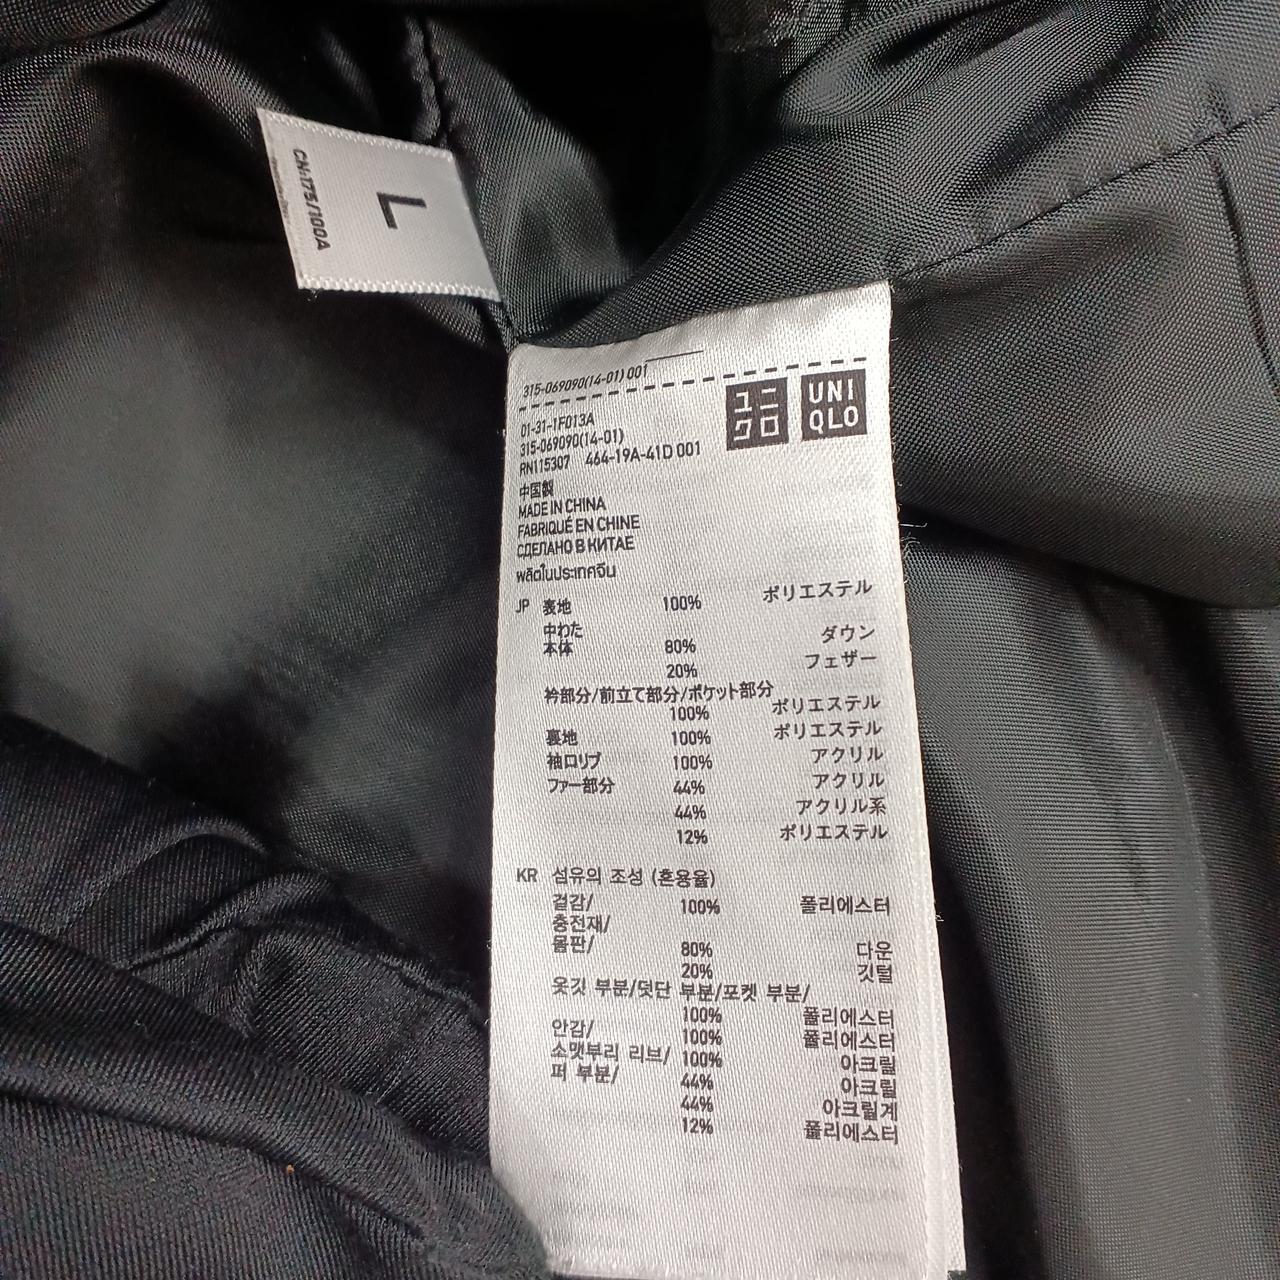 L
CN:175/100A
315-069090(14-01) 001
ユニクロ
UNIQLO
01-31-1F013A
315-069090(14-01)
RN115307 464-19A-41D 001
中国製
MADE IN CHINA
FABRIQUÉ EN CHINE
СДЕЛАНО В КИТАЕ
ผลิตในประเทศจีน
JP 表地 100% ポリエステル
中わた
本体 80% ダウン
20% フェザー
衿部分/前立て部分/ポケット部分
100% ポリエステル
裏地 100% ポリエステル
袖口リブ 100% アクリル
ファー部分 44% アクリル
44% アクリル系
12% ポリエステル
KR 섬유의 조성 (혼용율)
겉감/ 100% 폴리에스터
충전재/
몸판/ 80% 다운
20% 깃털
옷깃 부분/덧단 부분/포켓 부분/
100% 폴리에스터
안감/ 100% 폴리에스터
소맷부리 리브/ 100% 아크릴
퍼 부분/ 44% 아크릴
44% 아크릴계
12% 폴리에스터